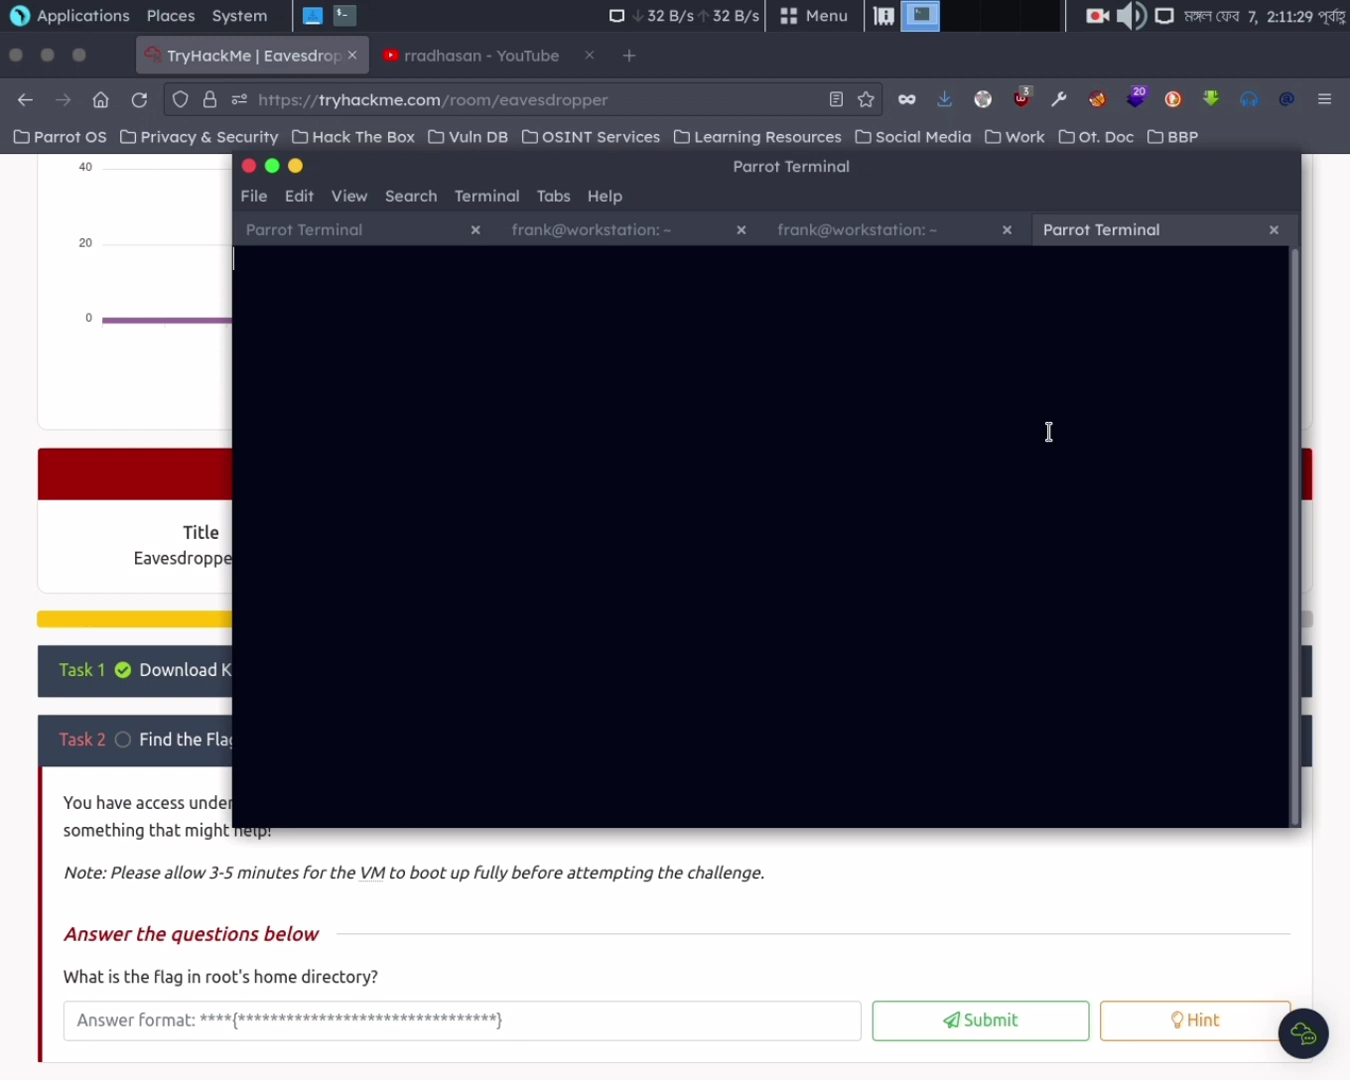 Applications Places System 32 B/s 32 B/s Menu মঙ্গল ফেব 7, 2:11:29 পূর্বাহ্ণ
TryHackMe | Eavesdrop rradhasan - YouTube
https://tryhackme.com/room/eavesdropper 3 20
Parrot OS Privacy & Security Hack The Box Vuln DB OSINT Services Learning Resources Social Media Work Ot. Doc BBP
Parrot Terminal
File Edit View Search Terminal Tabs Help
Parrot Terminal frank@workstation: ~ frank@workstation: ~ Parrot Terminal
40
20
0
Title
Eavesdroppe
Task 1 Download K
Task 2 Find the Flag
You have access under
something that might help!
Note: Please allow 3-5 minutes for the VM to boot up fully before attempting the challenge.
Answer the questions below
What is the flag in root's home directory?
Answer format: ****{********************************} Submit Hint